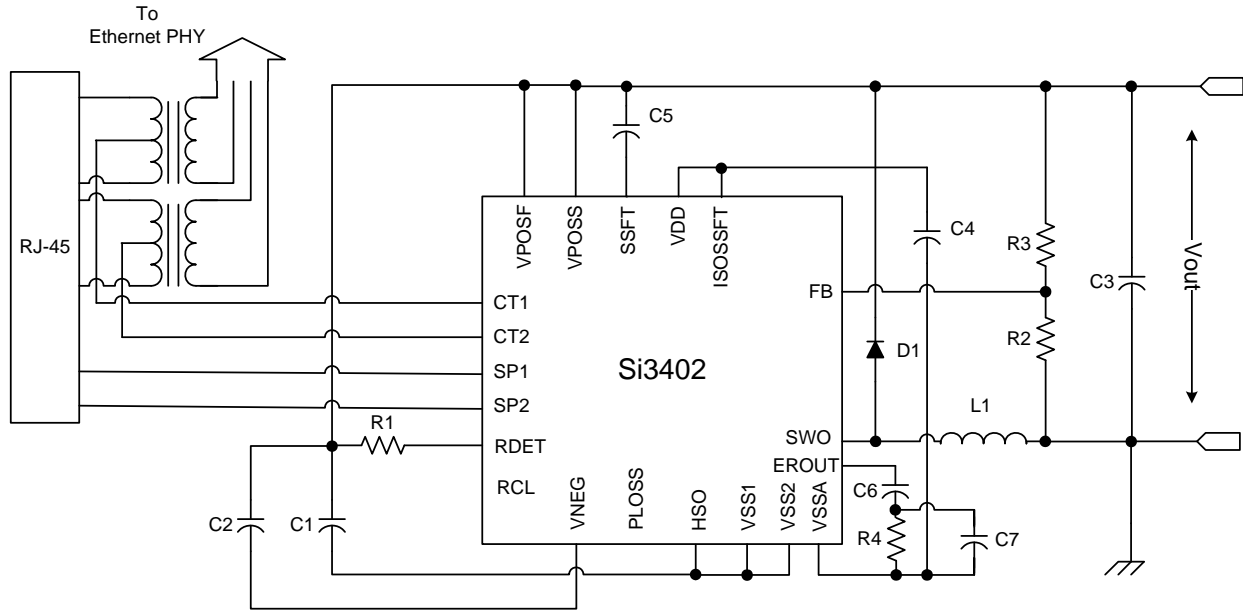 To
Ethernet PHY
RJ-45
C5
VPOSF
VPOSS
SSFT
VDD
ISOSSFT
C4
R3
C3
Vout
CT1
FB
CT2
R2
SP1
Si3402
D1
SP2
L1
R1
RDET
SWO
EROUT
RCL
VNEG
PLOSS
HSO
VSS1
VSS2
VSSA
C6
C2
C1
R4
C7